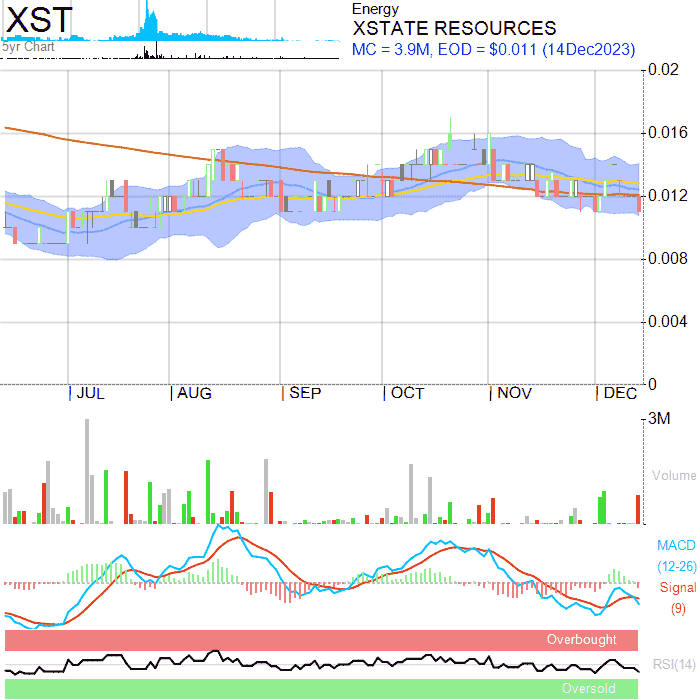 XST
5yr Chart
Energy
XSTATE RESOURCES
MC = 3.9M, EOD = $0.011 (14Dec2023)
0.02
0.016
0.012
0.008
0.004
0
JUL AUG SEP OCT NOV DEC
3M
Volume
MACD
(12-26)
Signal
(9)
Overbought
RSI(14)
Oversold